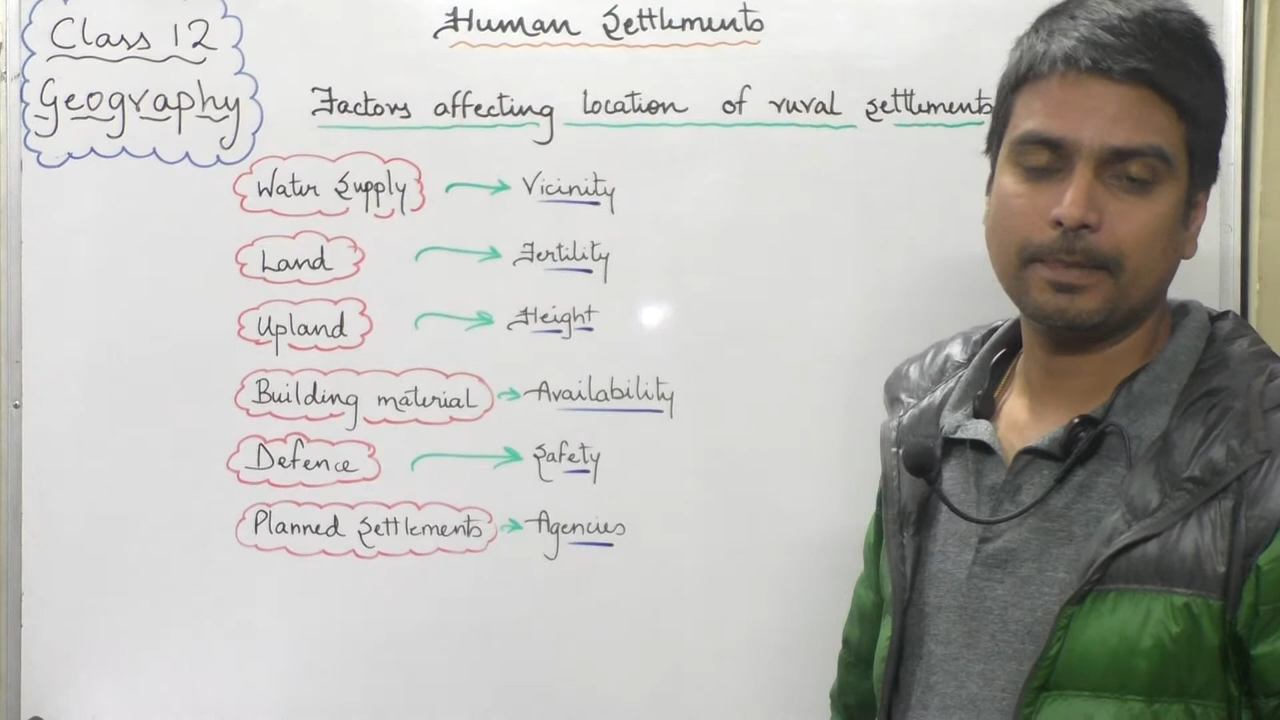 Class 12
Geography
Human Settlements
Factors affecting location of rural settlements
Water Supply → Vicinity
Land → Fertility
Upland → Height
Building material → Availability
Defence → Safety
Planned Settlements → Agencies